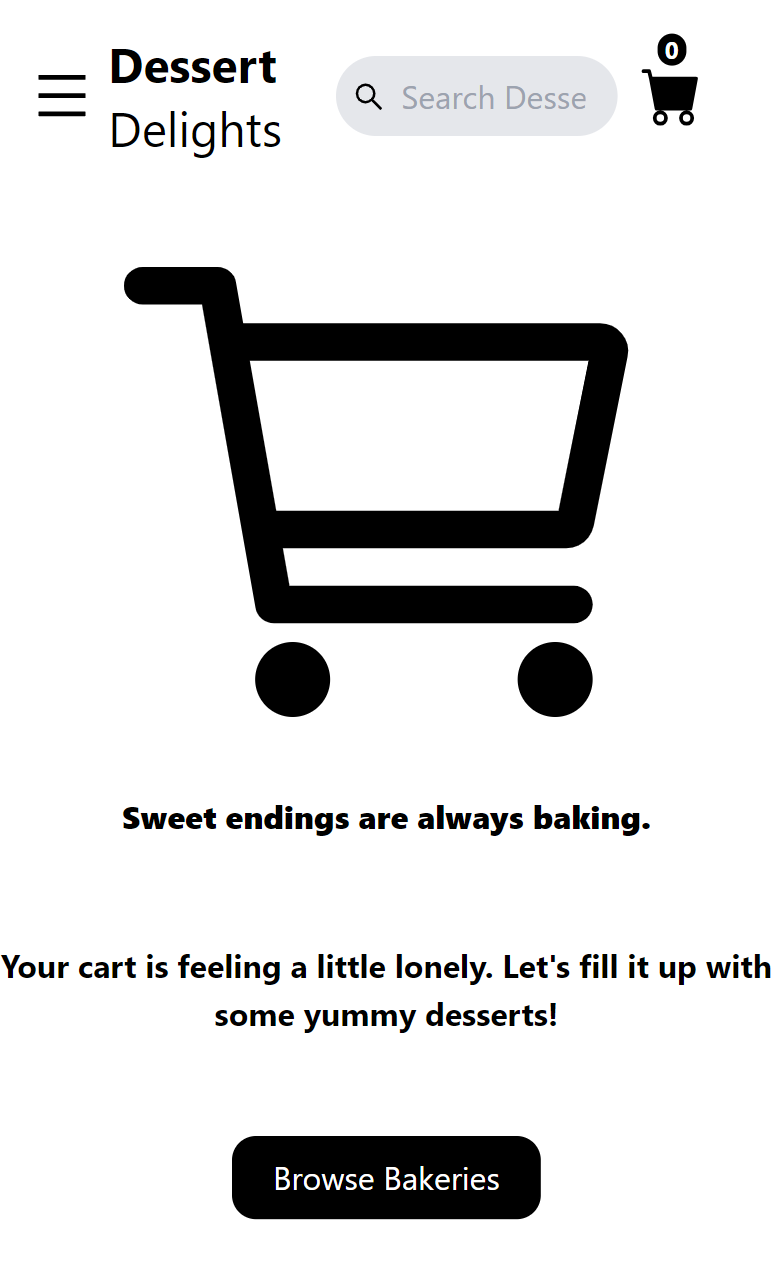 Dessert
Delights
Search Desse
0
Sweet endings are always baking.
Your cart is feeling a little lonely. Let's fill it up with
some yummy desserts!
Browse Bakeries